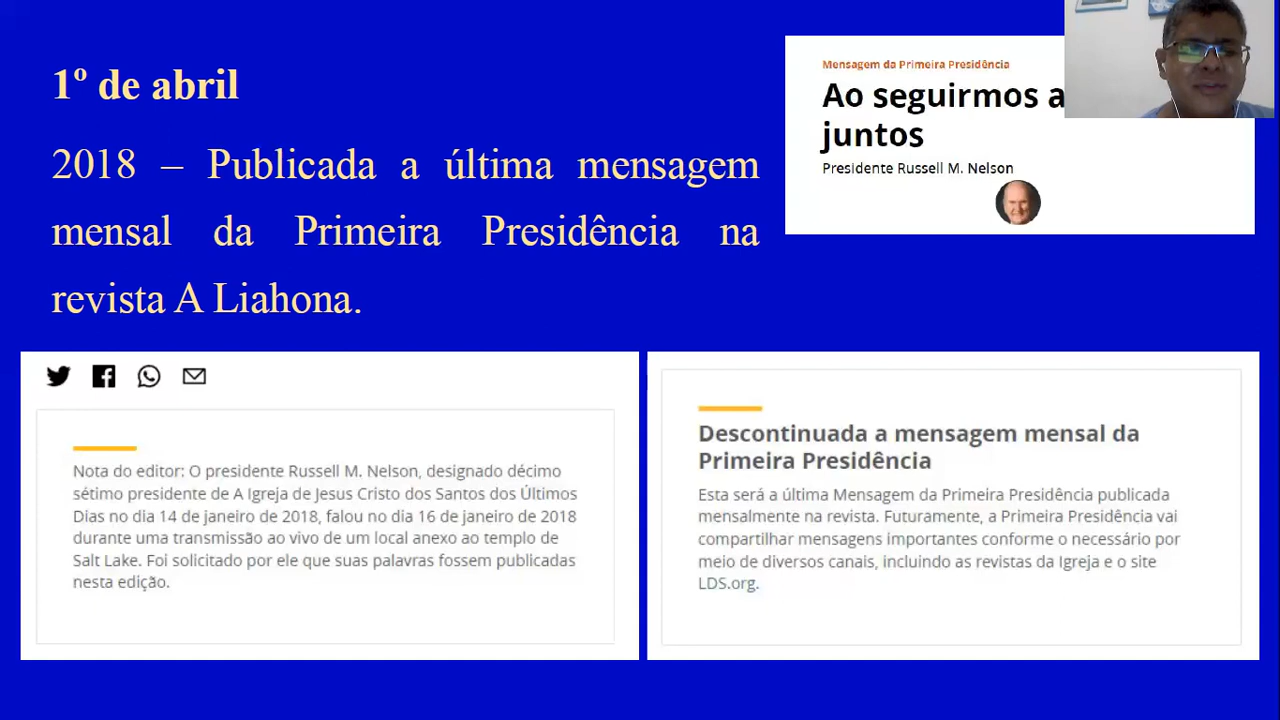 1º de abril
2018 – Publicada a última mensagem
mensal da Primeira Presidência na
revista A Liahona.
Mensagem da Primeira Presidência
Ao seguirmos
juntos
Presidente Russell M. Nelson
Nota do editor: O presidente Russell M. Nelson, designado décimo
sétimo presidente de A Igreja de Jesus Cristo dos Santos dos Últimos
Dias no dia 14 de janeiro de 2018, falou no dia 16 de janeiro de 2018
durante uma transmissão ao vivo de um local anexo ao templo de
Salt Lake. Foi solicitado por ele que suas palavras fossem publicadas
nesta edição.
Descontinuada a mensagem mensal da
Primeira Presidência
Esta será a última Mensagem da Primeira Presidência publicada
mensalmente na revista. Futuramente, a Primeira Presidência vai
compartilhar mensagens importantes conforme o necessário por
meio de diversos canais, incluindo as revistas da Igreja e o site
LDS.org.